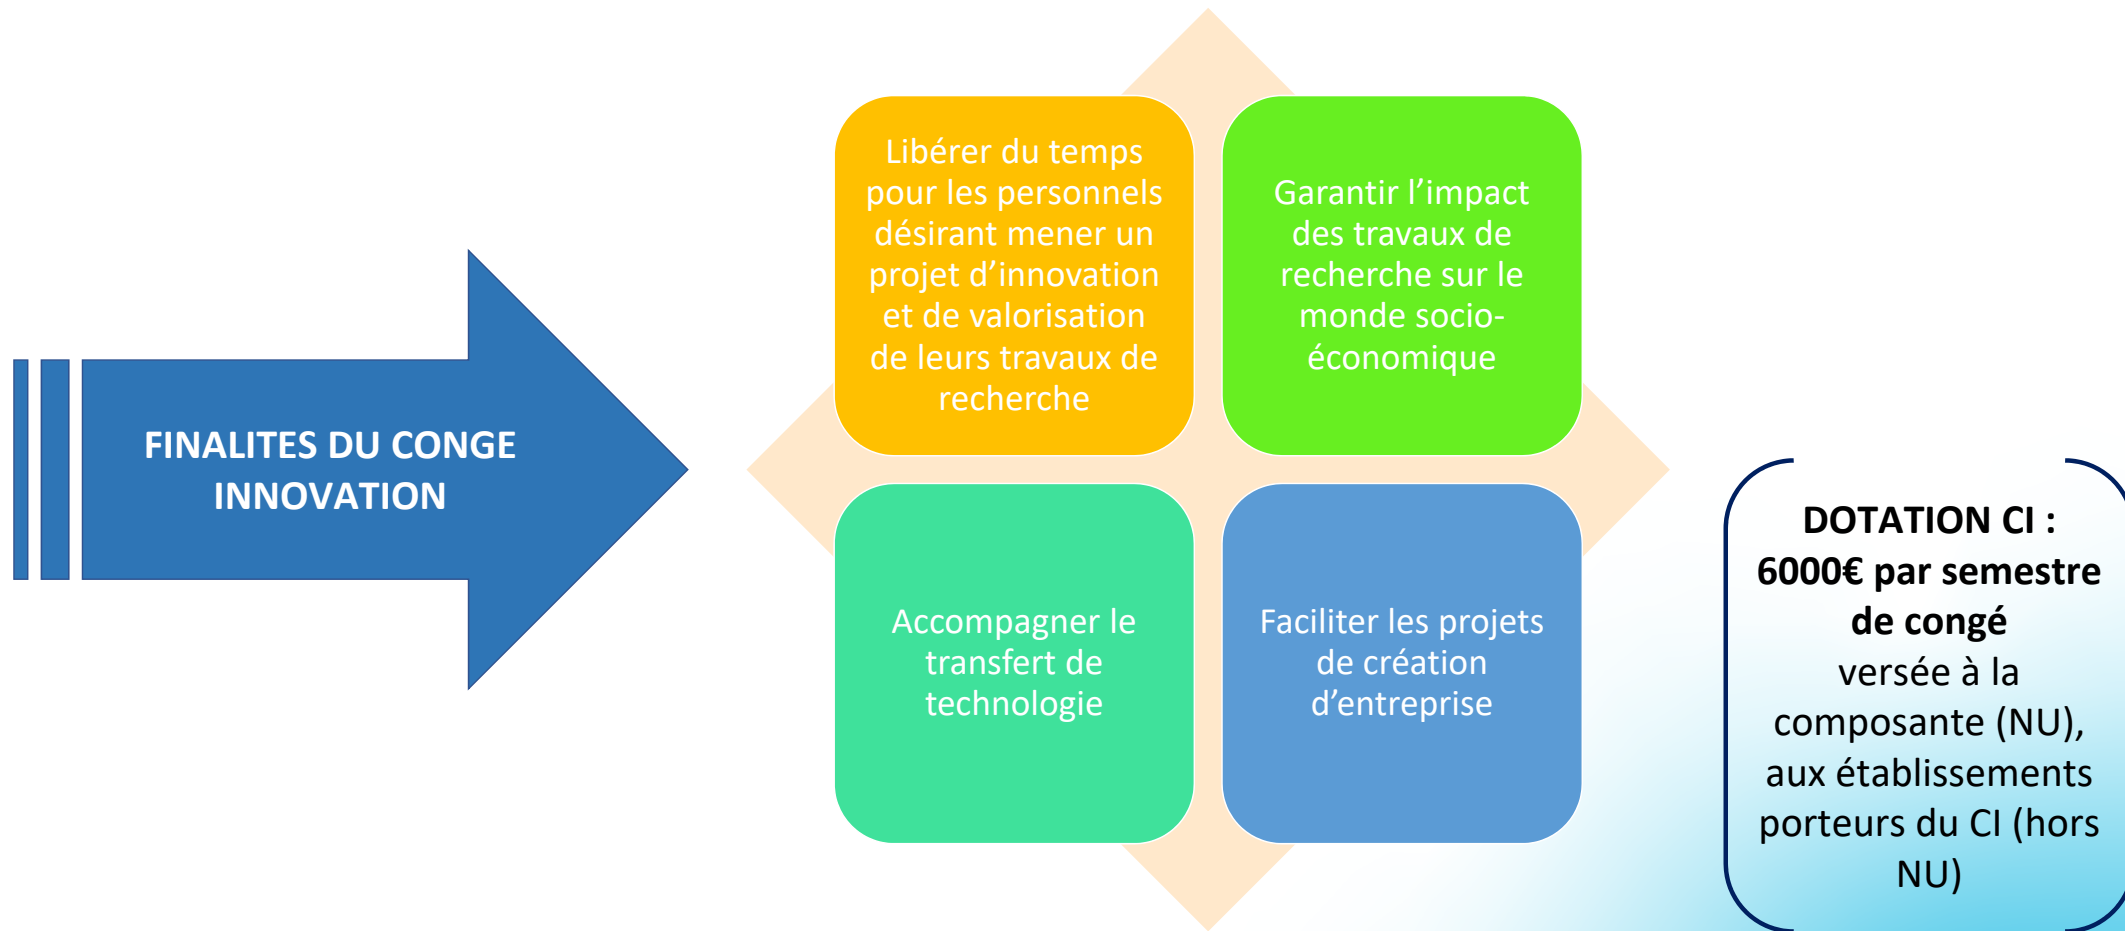 FINALITES DU CONGE
INNOVATION
Libérer du temps
pour les personnels
désirant mener un
projet d’innovation
et de valorisation
de leurs travaux de
recherche
Garantir l’impact
des travaux de
recherche sur le
monde socio-
économique
Accompagner le
transfert de
technologie
Faciliter les projets
de création
d’entreprise
DOTATION CI :
6000€ par semestre
de congé
versée à la
composante (NU),
aux établissements
porteurs du CI (hors
NU)